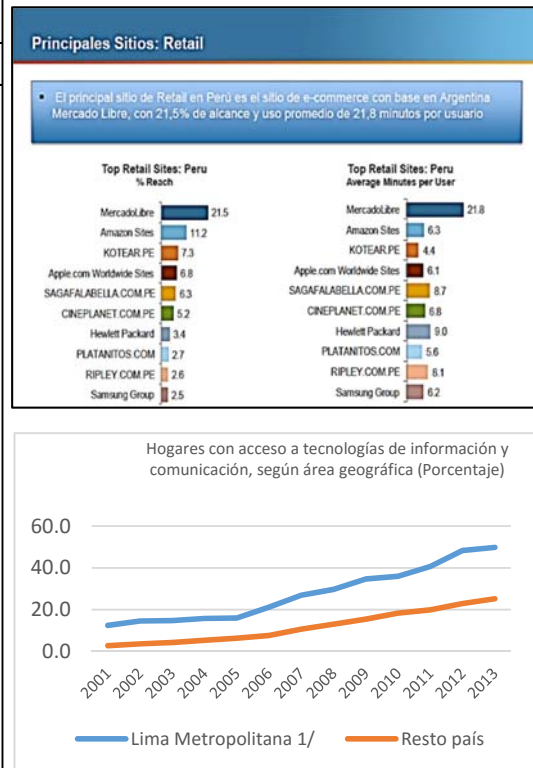 Principales Sitios: Retail
• El principal sitio de Retail en Perú es el sitio de e-commerce con base en Argentina
Mercado Libre, con 21,5% de alcance y uso promedio de 21,8 minutos por usuario
Top Retail Sites: Peru
% Reach
MercadoLibre 21.5
Amazon Sites 11.2
KOTEAR.PE 7.3
Apple.com Worldwide Sites 6.8
SAGAFALABELLA.COM.PE 6.3
CINEPLANET.COM.PE 5.2
Hewlett Packard 3.4
PLATANITOS.COM 2.7
RIPLEY.COM.PE 2.6
Samsung Group 2.5
Top Retail Sites: Peru
Average Minutes per User
MercadoLibre 21.8
Amazon Sites 6.3
KOTEAR.PE 4.4
Apple.com Worldwide Sites 6.1
SAGAFALABELLA.COM.PE 8.7
CINEPLANET.COM.PE 6.8
Hewlett Packard 9.0
PLATANITOS.COM 5.6
RIPLEY.COM.PE 8.1
Samsung Group 6.2
Hogares con acceso a tecnologías de información y
comunicación, según área geográfica (Porcentaje)
60.0
40.0
20.0
0.0
2001 2002 2003 2004 2005 2006 2007 2008 2009 2010 2011 2012 2013
Lima Metropolitana 1/ Resto país